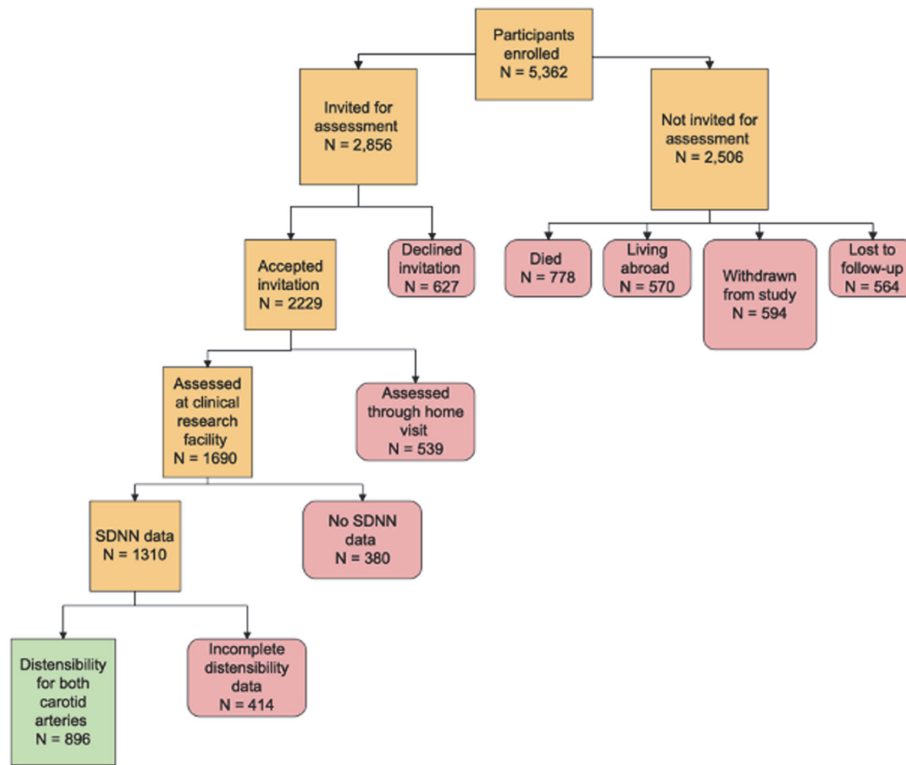 Participants
enrolled
N = 5,362
Invited for
assessment
N = 2,856
Not invited for
assessment
N = 2,506
Accepted
invitation
N = 2229
Declined
invitation
N = 627
Died
N = 778
Living
abroad
N = 570
Withdrawn
from study
N = 594
Lost to
follow-up
N = 564
Assessed
at clinical
research
facility
N = 1690
Assessed
through home
visit
N = 539
SDNN data
N = 1310
No SDNN
data
N = 380
Distensibility
for both
carotid
arteries
N = 896
Incomplete
distensibility
data
N = 414